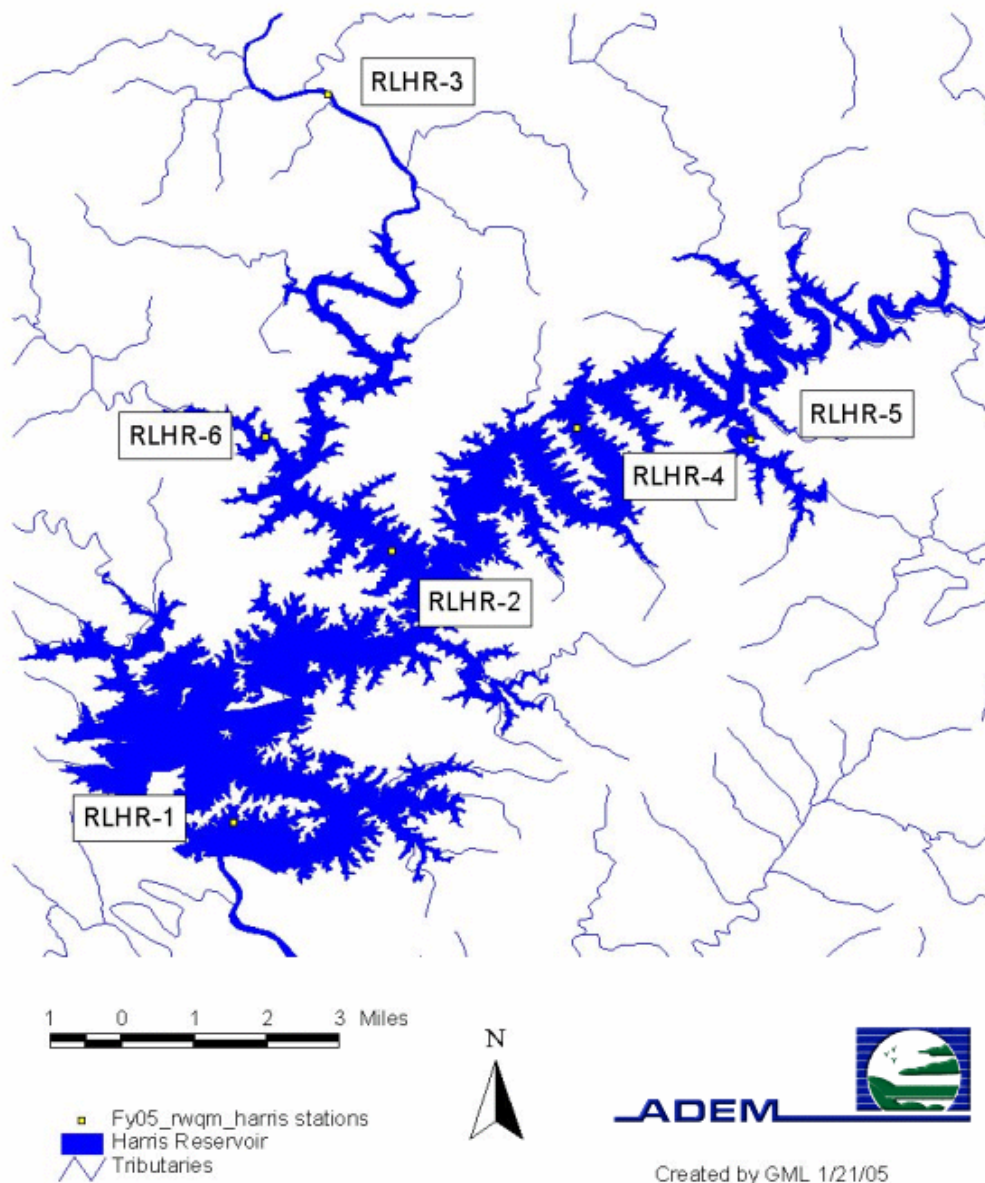 RLHR-3
RLHR-5
RLHR-6
RLHR-4
RLHR-2
RLHR-1
1 0 1 2 3 Miles
N
Fy05_rwqm_harris stations
Harris Reservoir
Tributaries
ADEM
Created by GML 1/21/05